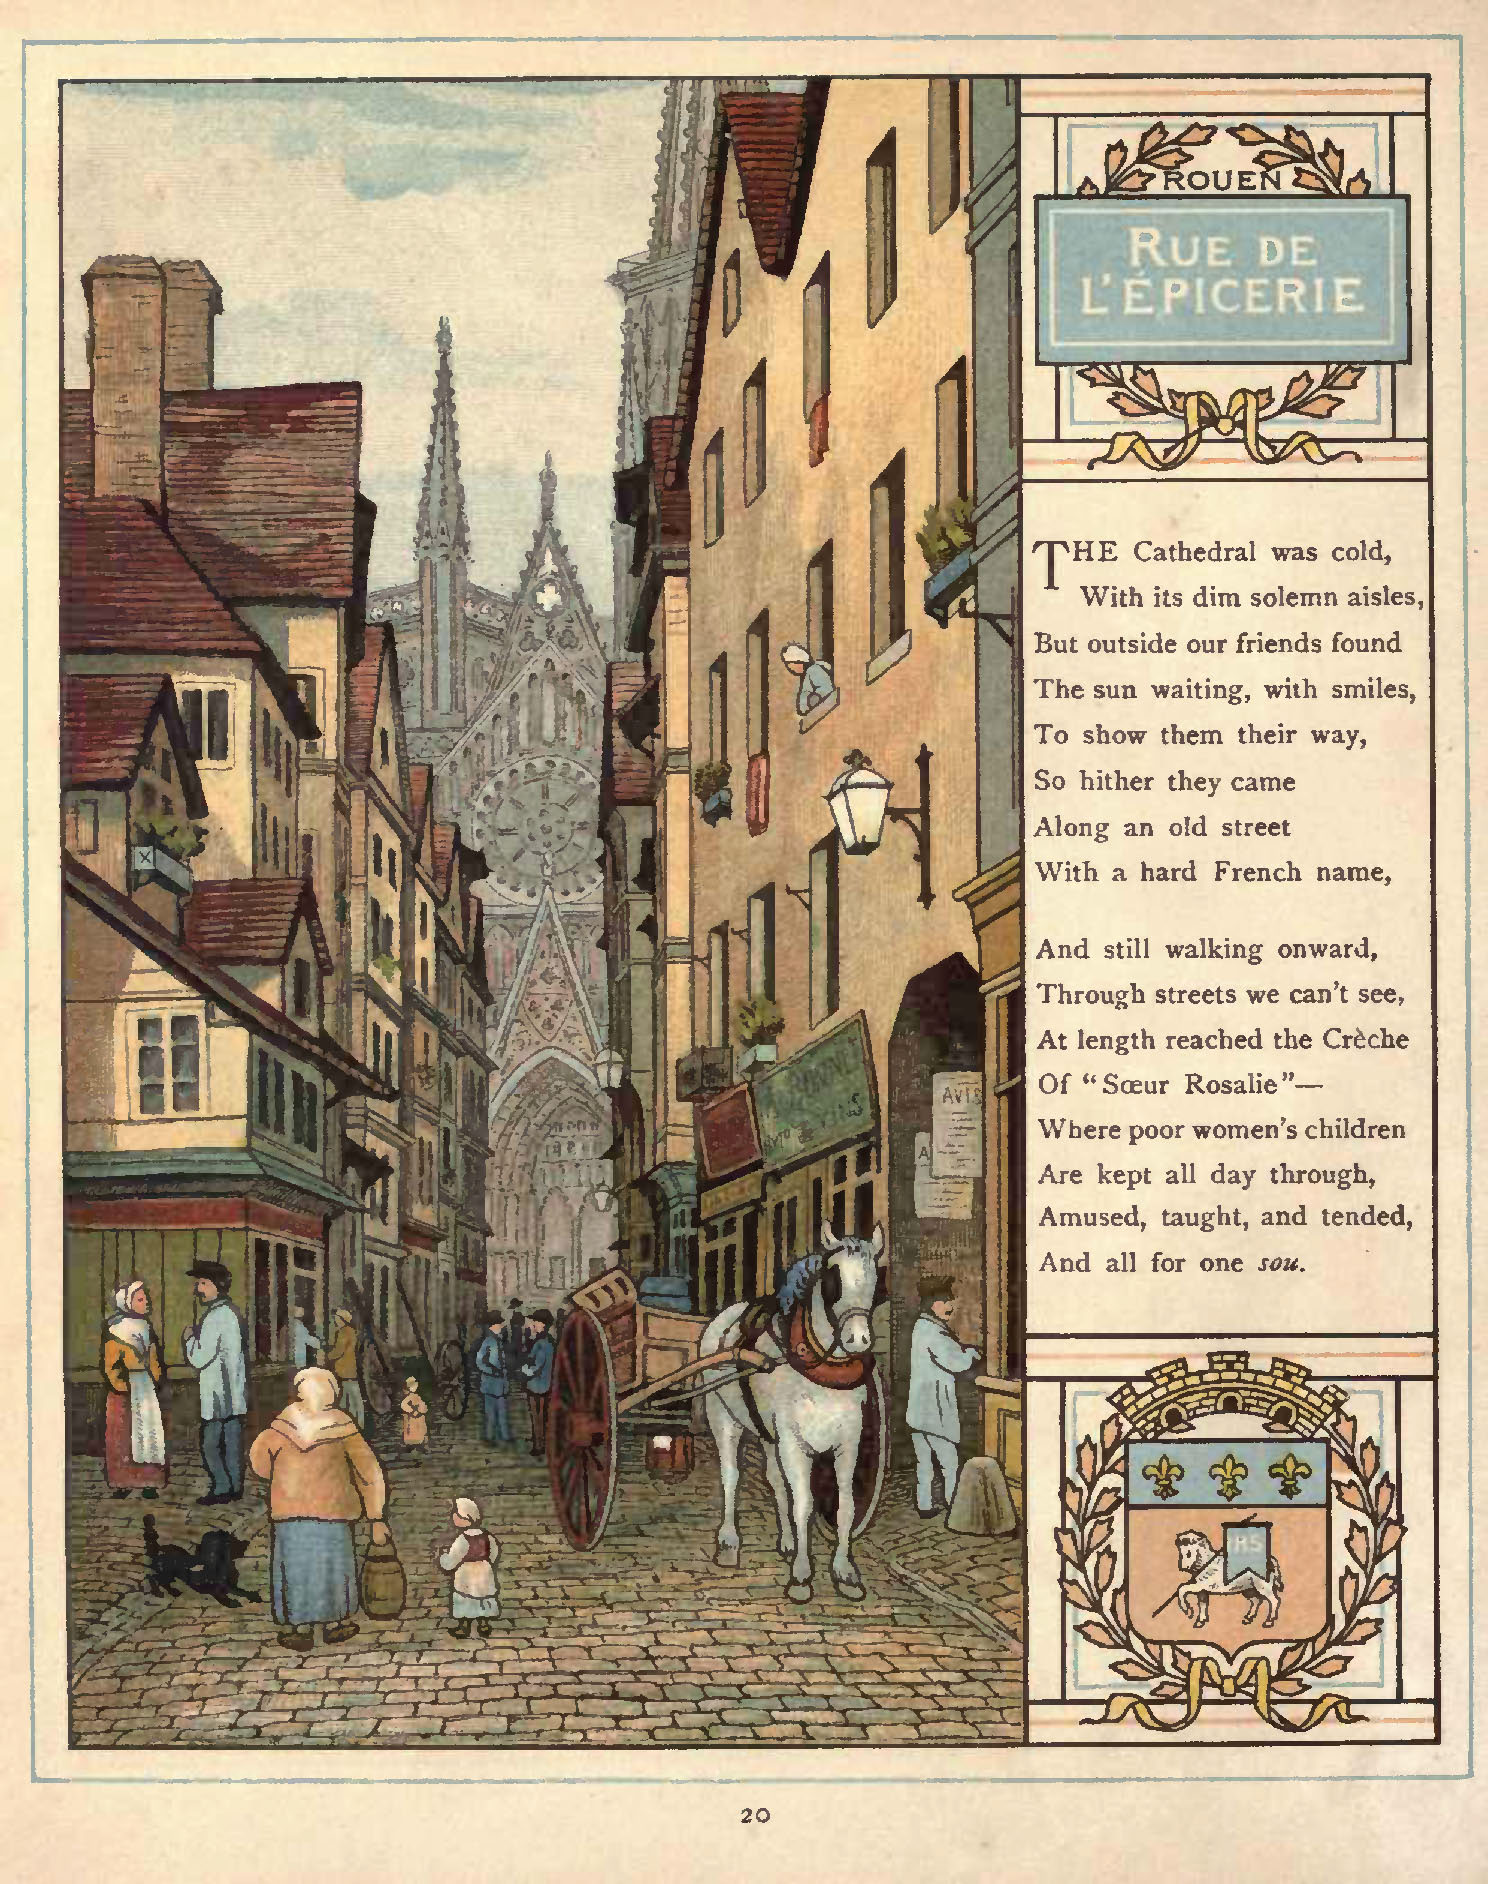 ROUEN
RUE DE
L'ÉPICERIE
THE Cathedral was cold,
With its dim solemn aisles,
But outside our friends found
The sun waiting, with smiles,
To show them their way,
So hither they came
Along an old street
With a hard French name,
And still walking onward,
Through streets we can't see,
At length reached the Crèche
Of “Sœur Rosalie”—
Where poor women's children
Are kept all day through,
Amused, taught, and tended,
And all for one sou.
AVIS
A
X
IHS
20